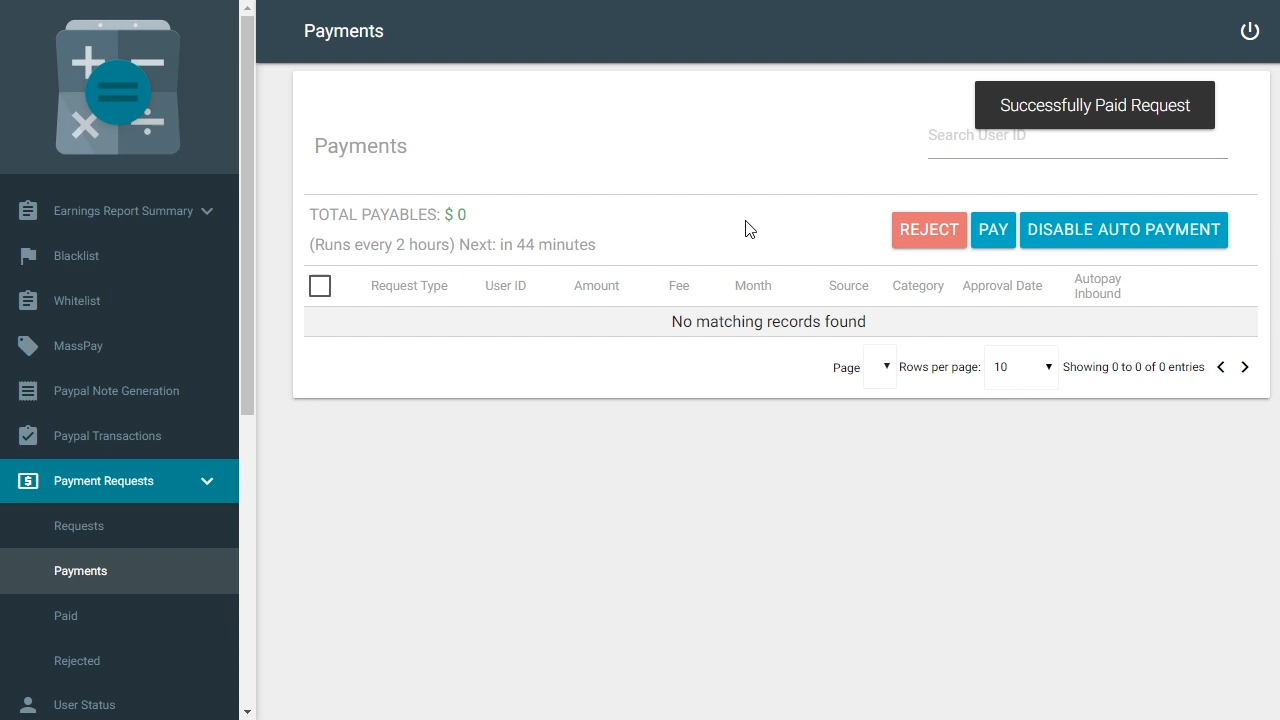 Payments
Successfully Paid Request
Search User ID
Payments
TOTAL PAYABLES: $ 0
(Runs every 2 hours) Next: in 44 minutes
REJECT PAY DISABLE AUTO PAYMENT
Request Type User ID Amount Fee Month Source Category Approval Date Autopay
Inbound
No matching records found
Page Rows per page: 10 Showing 0 to 0 of 0 entries
Earnings Report Summary
Blacklist
Whitelist
MassPay
Paypal Note Generation
Paypal Transactions
Payment Requests
Requests
Payments
Paid
Rejected
User Status